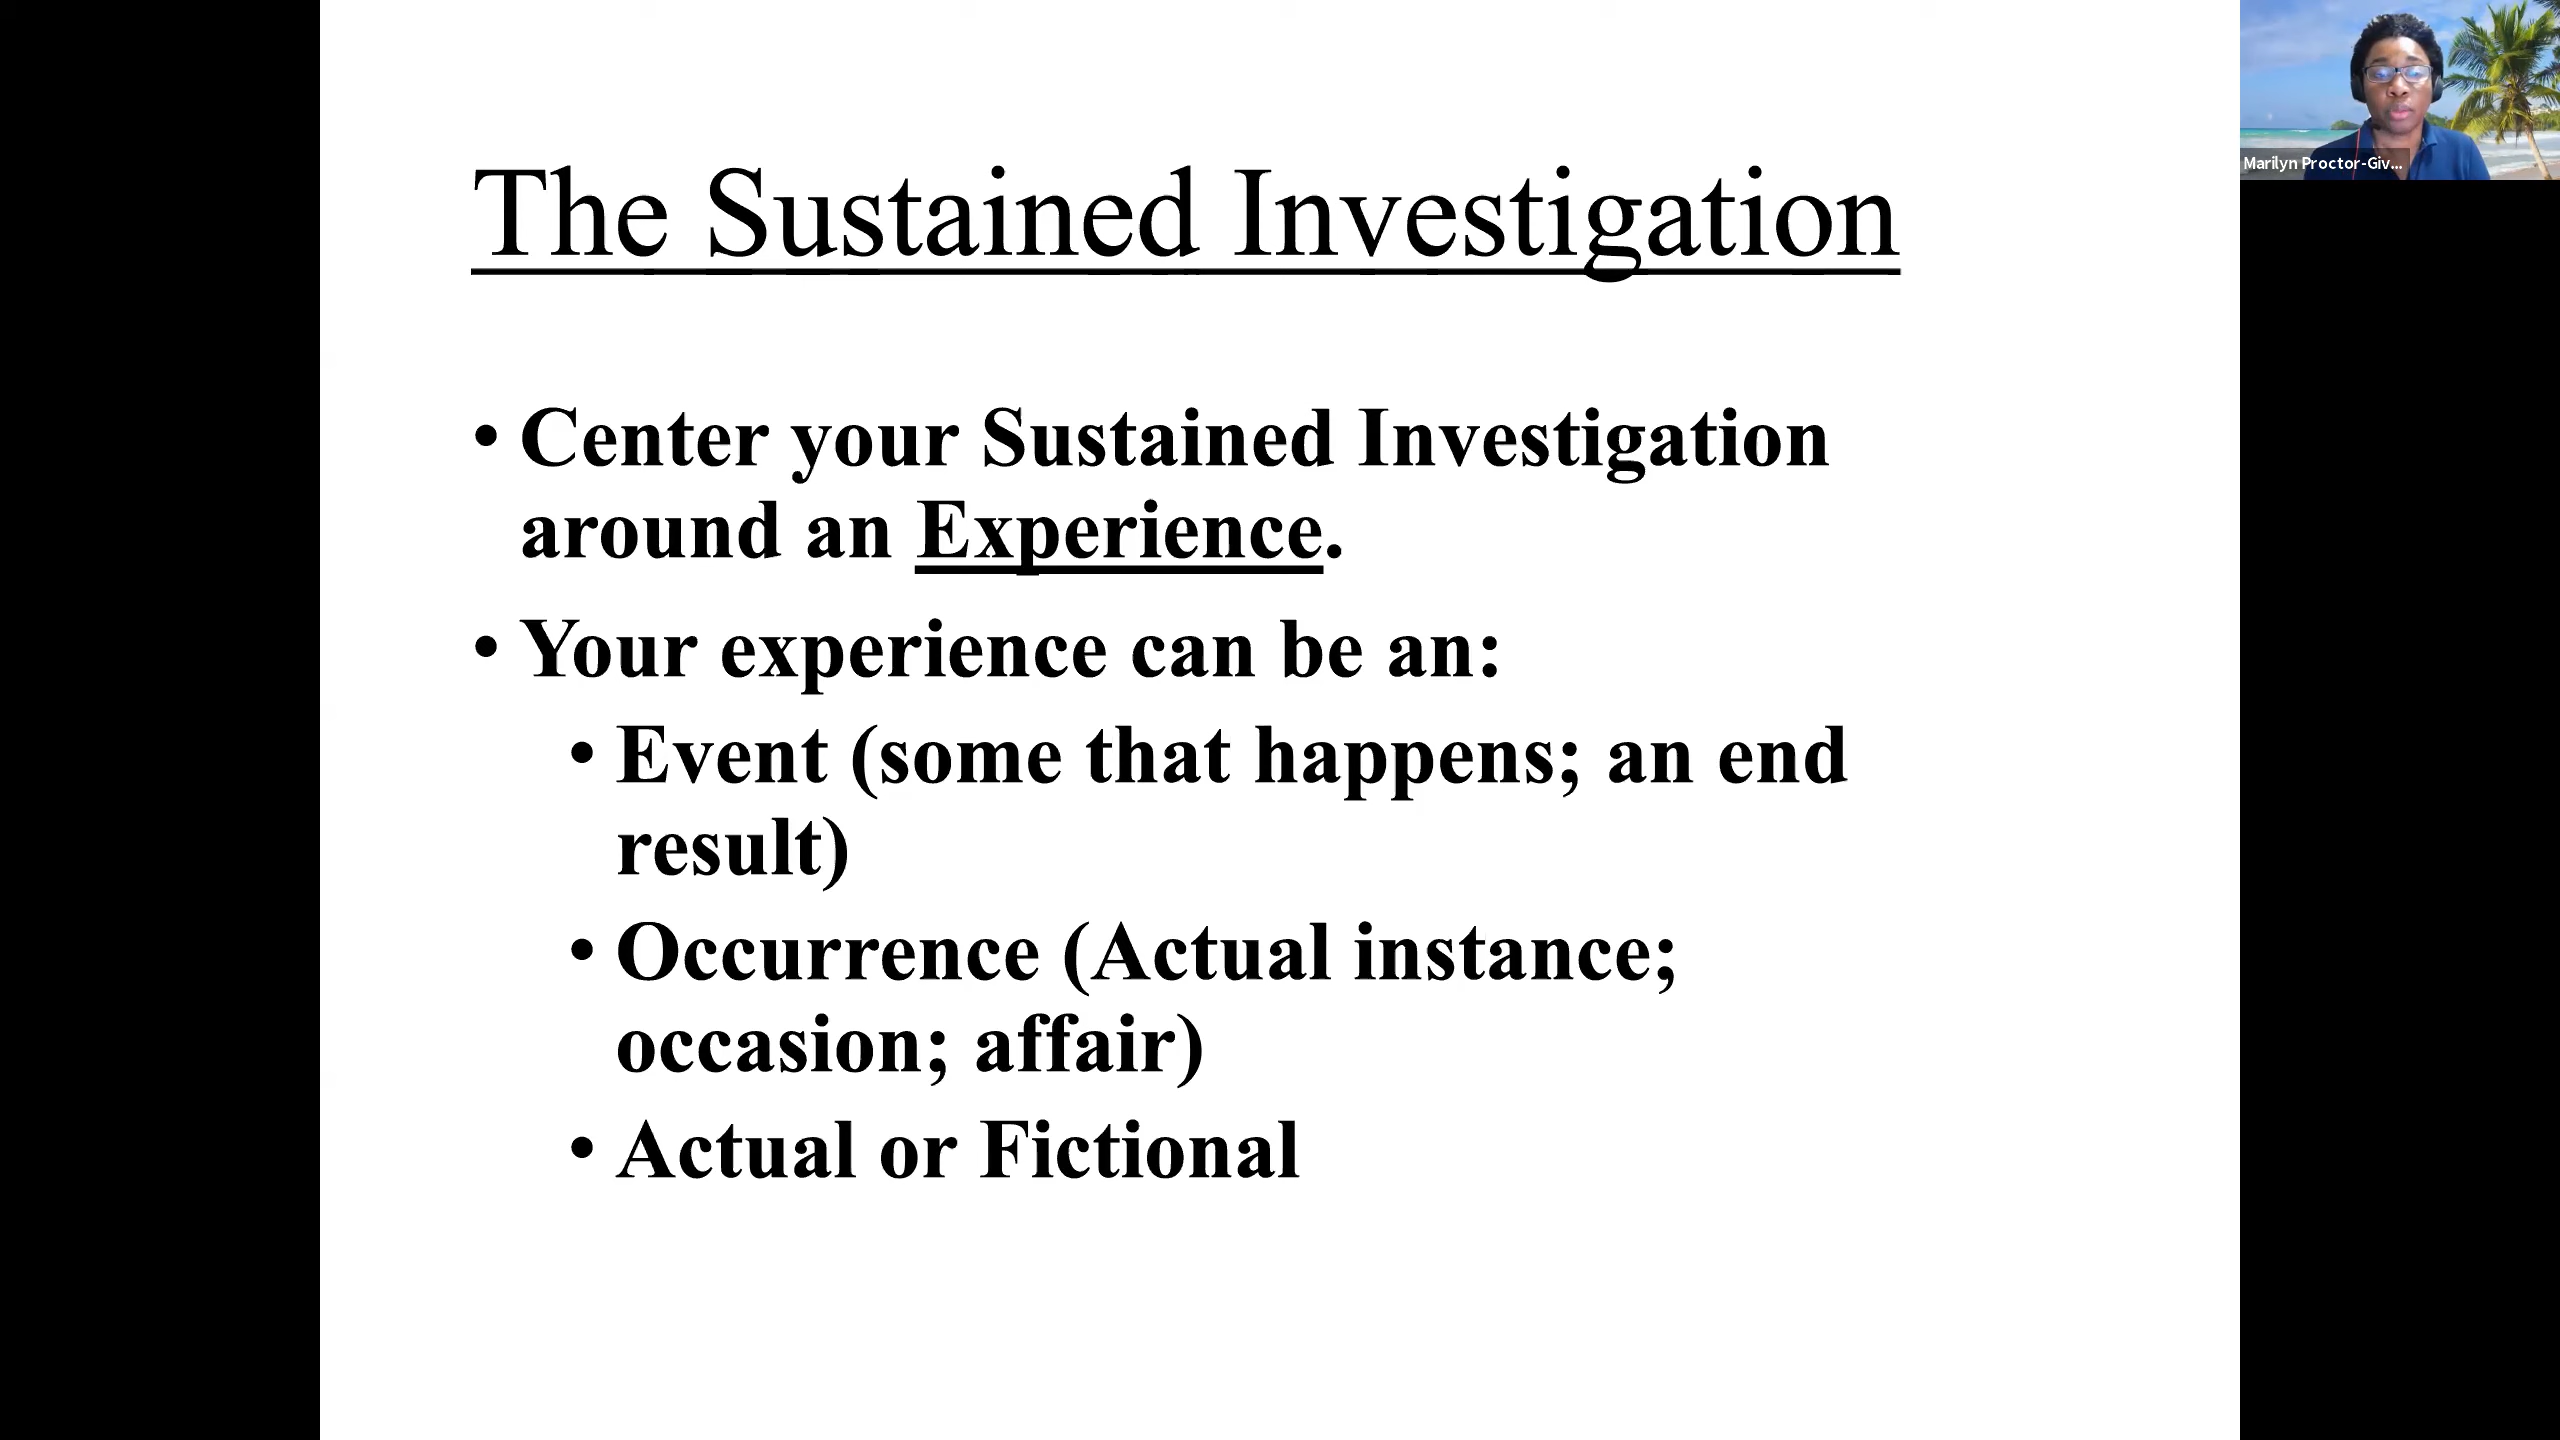 The Sustained Investigation
• Center your Sustained Investigation
around an Experience.
• Your experience can be an:
• Event (some that happens; an end
result)
• Occurrence (Actual instance;
occasion; affair)
• Actual or Fictional
Marilyn Proctor-Giv...